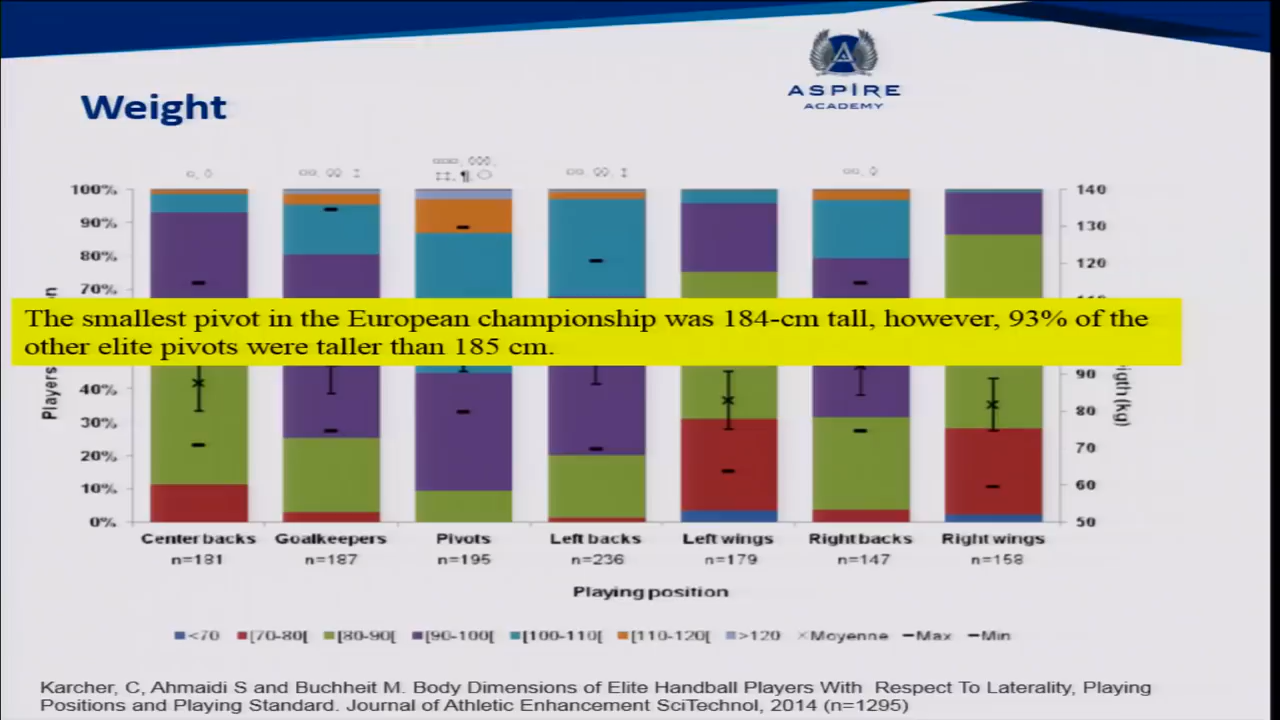 ASPIRE
ACADEMY
Weight
100%
90%
80%
70%
40%
30%
20%
10%
0%
Players
140
130
120
90
80
70
60
50
(kg)
The smallest pivot in the European championship was 184-cm tall, however, 93% of the
other elite pivots were taller than 185 cm.
Center backs Goalkeepers Pivots Left backs Left wings Right backs Right wings
n=181 n=187 n=195 n=236 n=179 n=147 n=158
Playing position
<70 [70-80[ [80-90[ [90-100[ [100-110[ [110-120[ >120 Moyenne Max Min
Karcher, C, Ahmaidi S and Buchheit M. Body Dimensions of Elite Handball Players With Respect To Laterality, Playing
Positions and Playing Standard. Journal of Athletic Enhancement SciTechnol, 2014 (n=1295)